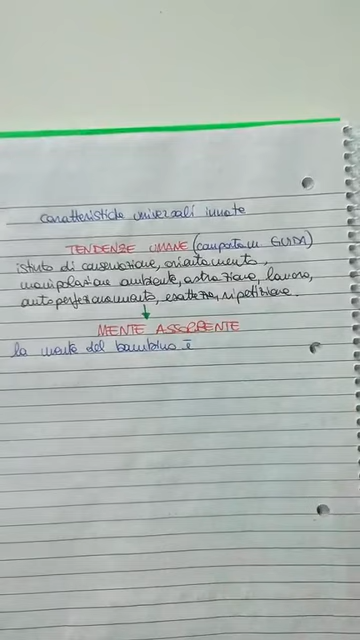 caratteristiche universali innate
TENDENZE UMANE (comportam GUIDA)
istinto di conservazione, orientamento,
manipolazione ambiente, astrazione, lavoro,
autoperfezionamento, esattezza, ripetizione.
MENTE ASSORBENTE
la mente del bambino è